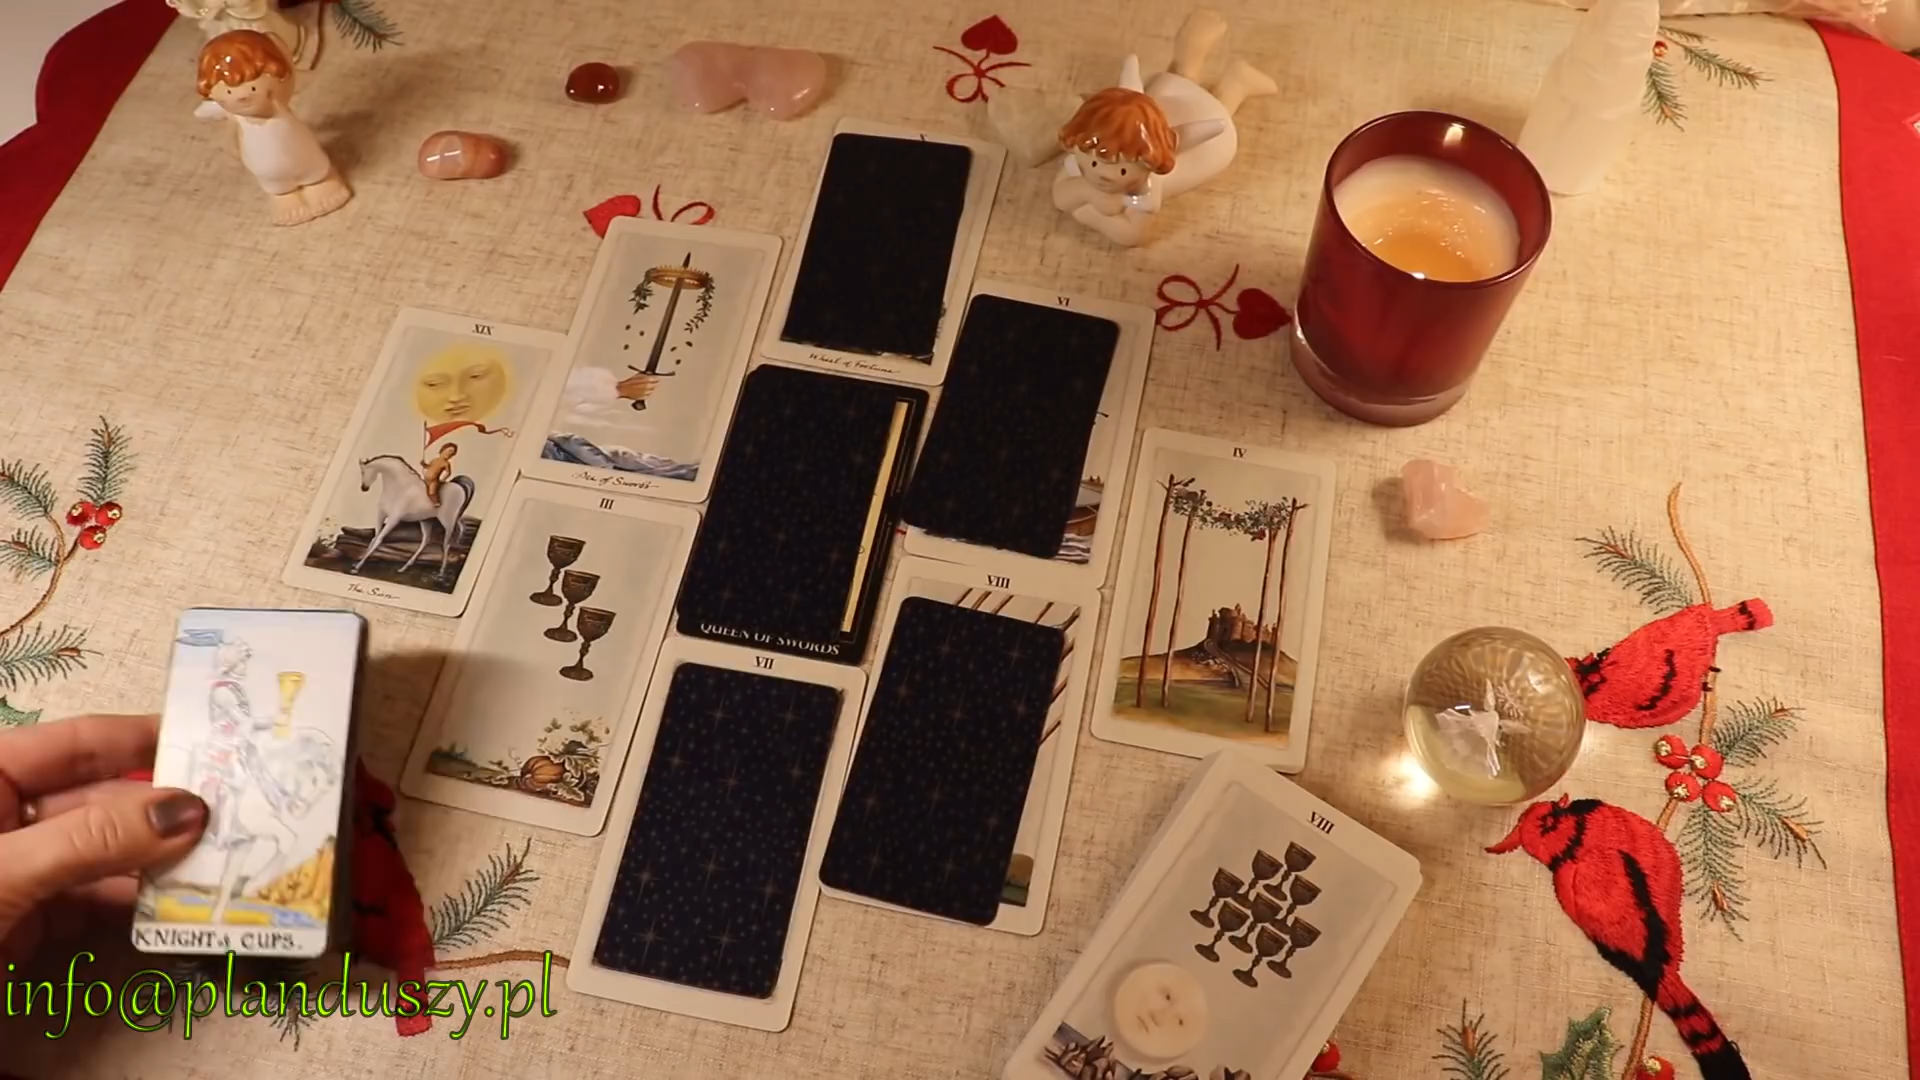 X
Wheel of Fortune
VI
XIX
The Sun
Ace of Swords
III
IV
QUEEN OF SWORDS
VII
VIII
VIII
KNIGHT of CUPS.
info@planduszy.pl